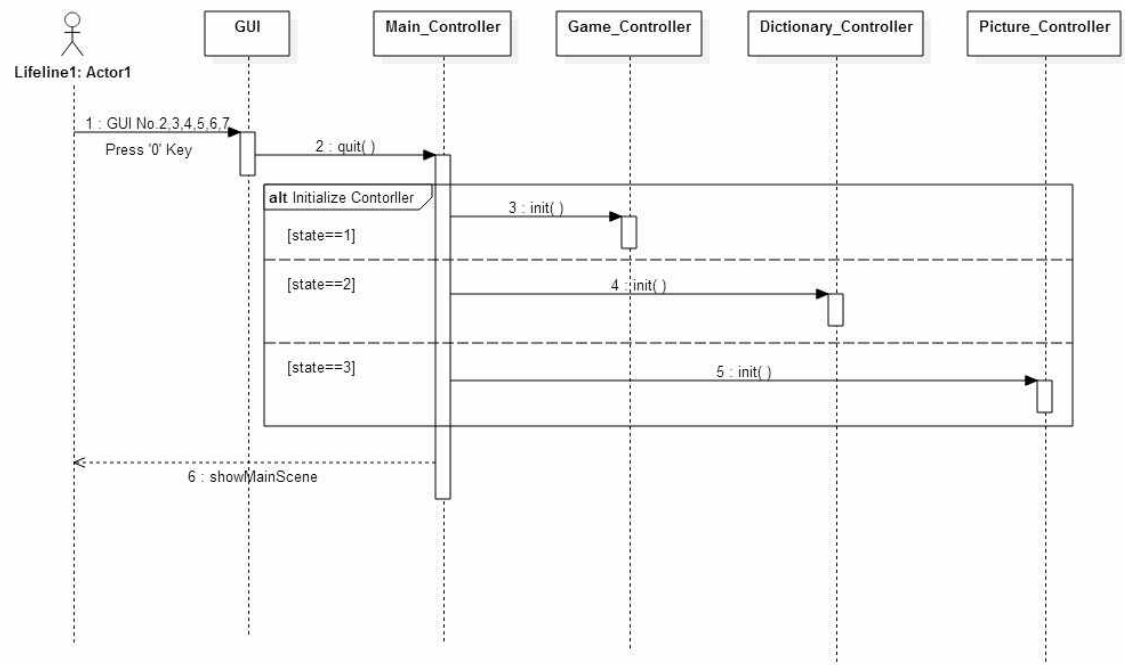 GUI
Main_Controller
Game_Controller
Dictionary_Controller
Picture_Controller
Lifeline1: Actor1
1 : GUI No.2,3,4,5,6,7
Press '0' Key
2 : quit( )
alt Initialize Contorller
3 : init( )
[state==1]
[state==2]
4 : init( )
[state==3]
5 : init( )
6 : showMainScene